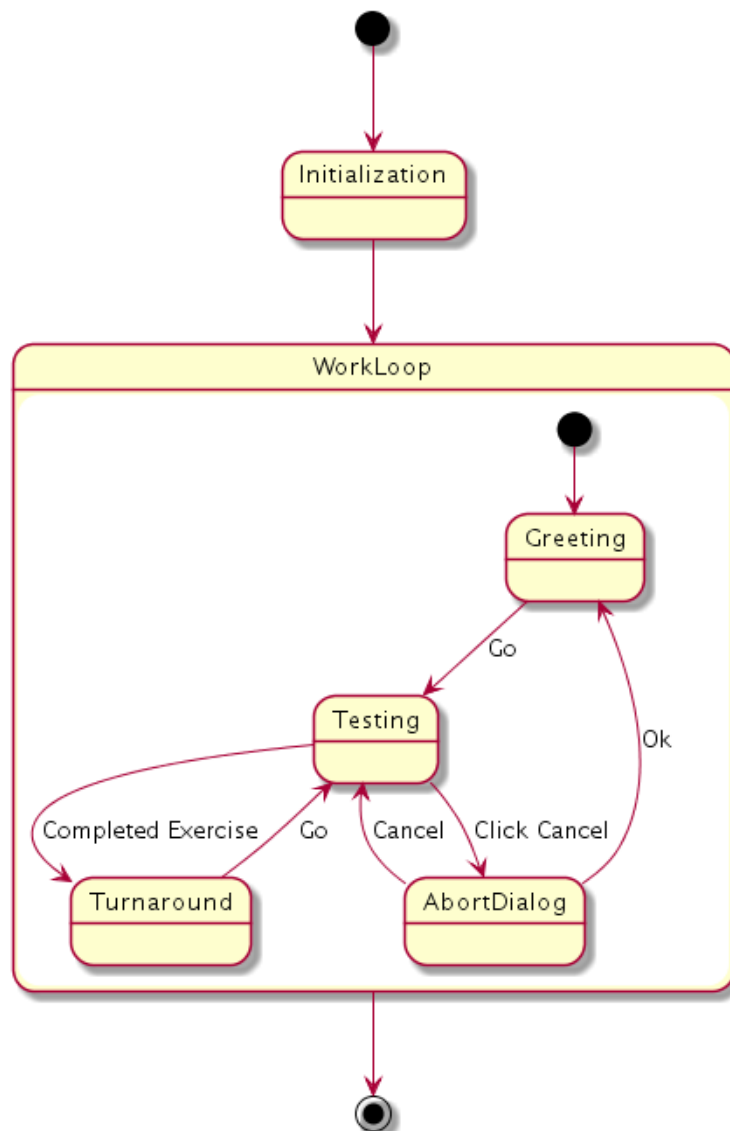 Initialization
WorkLoop
Greeting
Go
Testing
Ok
Completed Exercise
Go
Cancel
Click Cancel
Turnaround
AbortDialog